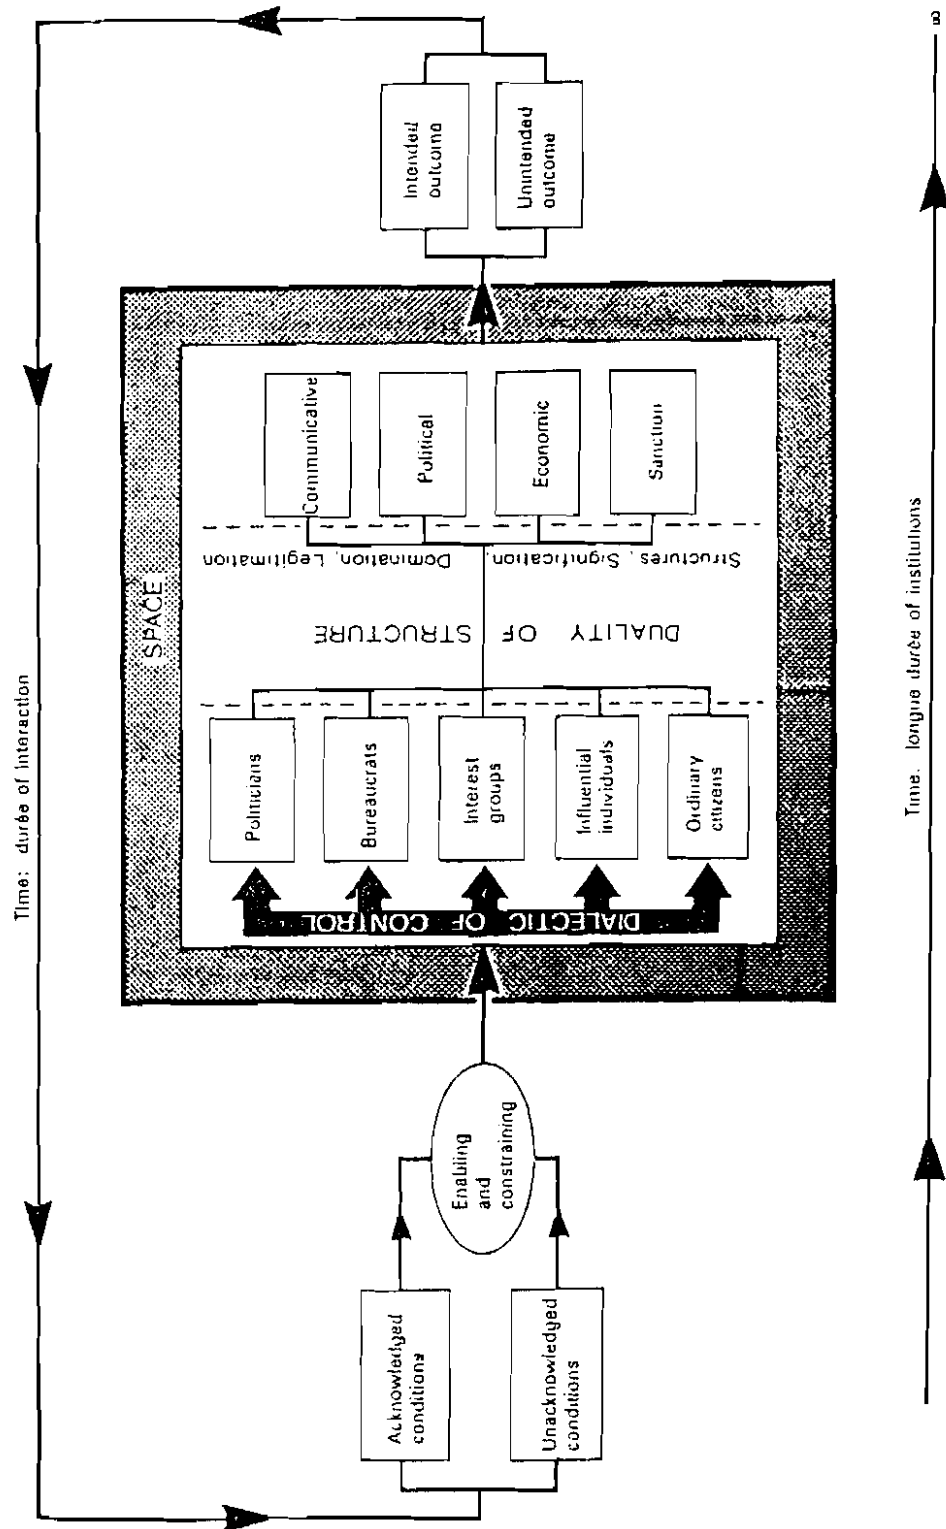 Time: durée of interaction
SPACE
Acknowledged
conditions
Unacknowledged
conditions
Enabling
and
constraining
DIALECTIC OF CONTROL
Politicians
Bureaucrats
Interest
groups
Influential
individuals
Ordinary
citizens
DUALITY OF STRUCTURE
Structures, Signification,
Domination, Legitimation
Communicative
Political
Economic
Sanction
Intended
outcome
Unintended
outcome
Time. longue durée of institutions